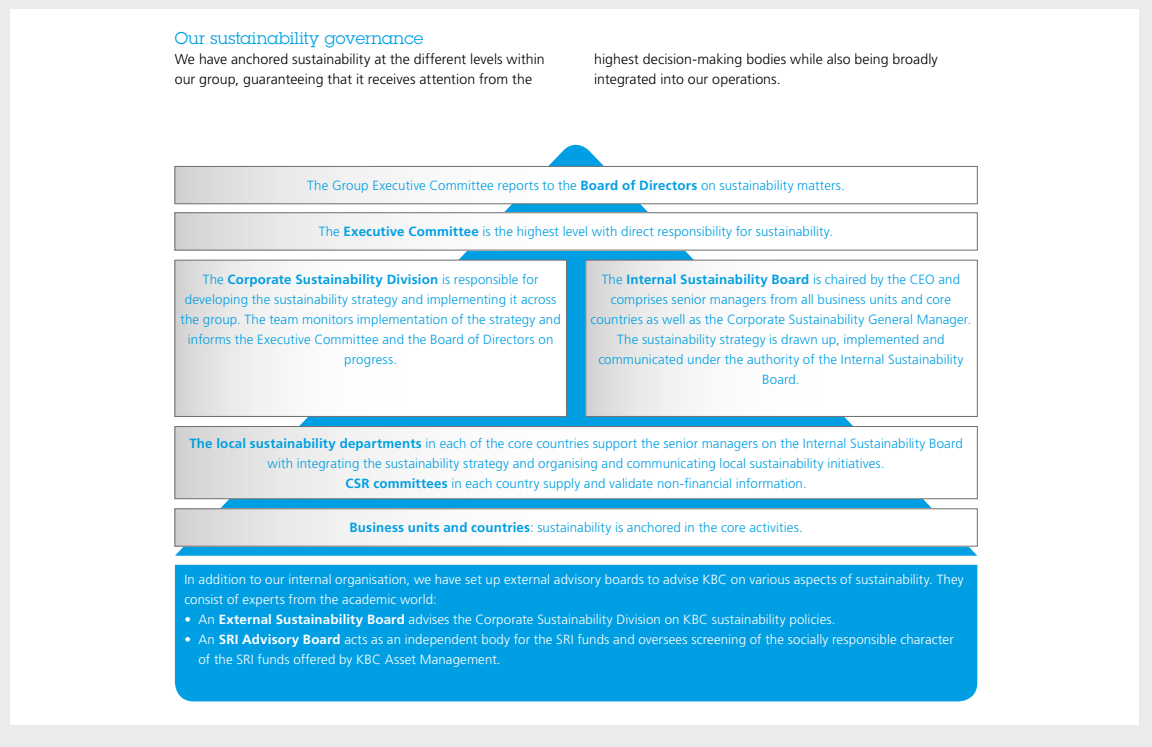 Our sustainability governance
We have anchored sustainability at the different levels within
our group, guaranteeing that it receives attention from the
highest decision-making bodies while also being broadly
integrated into our operations.
The Group Executive Committee reports to the Board of Directors on sustainability matters.
The Executive Committee is the highest level with direct responsibility for sustainability.
The Corporate Sustainability Division is responsible for
developing the sustainability strategy and implementing it across
the group. The team monitors implementation of the strategy and
informs the Executive Committee and the Board of Directors on
progress.
The Internal Sustainability Board is chaired by the CEO and
comprises senior managers from all business units and core
countries as well as the Corporate Sustainability General Manager.
The sustainability strategy is drawn up, implemented and
communicated under the authority of the Internal Sustainability
Board.
The local sustainability departments in each of the core countries support the senior managers on the Internal Sustainability Board
with integrating the sustainability strategy and organising and communicating local sustainability initiatives.
CSR committees in each country supply and validate non-financial information.
Business units and countries: sustainability is anchored in the core activities.
In addition to our internal organisation, we have set up external advisory boards to advise KBC on various aspects of sustainability. They
consist of experts from the academic world:
• An External Sustainability Board advises the Corporate Sustainability Division on KBC sustainability policies.
• An SRI Advisory Board acts as an independent body for the SRI funds and oversees screening of the socially responsible character
of the SRI funds offered by KBC Asset Management.